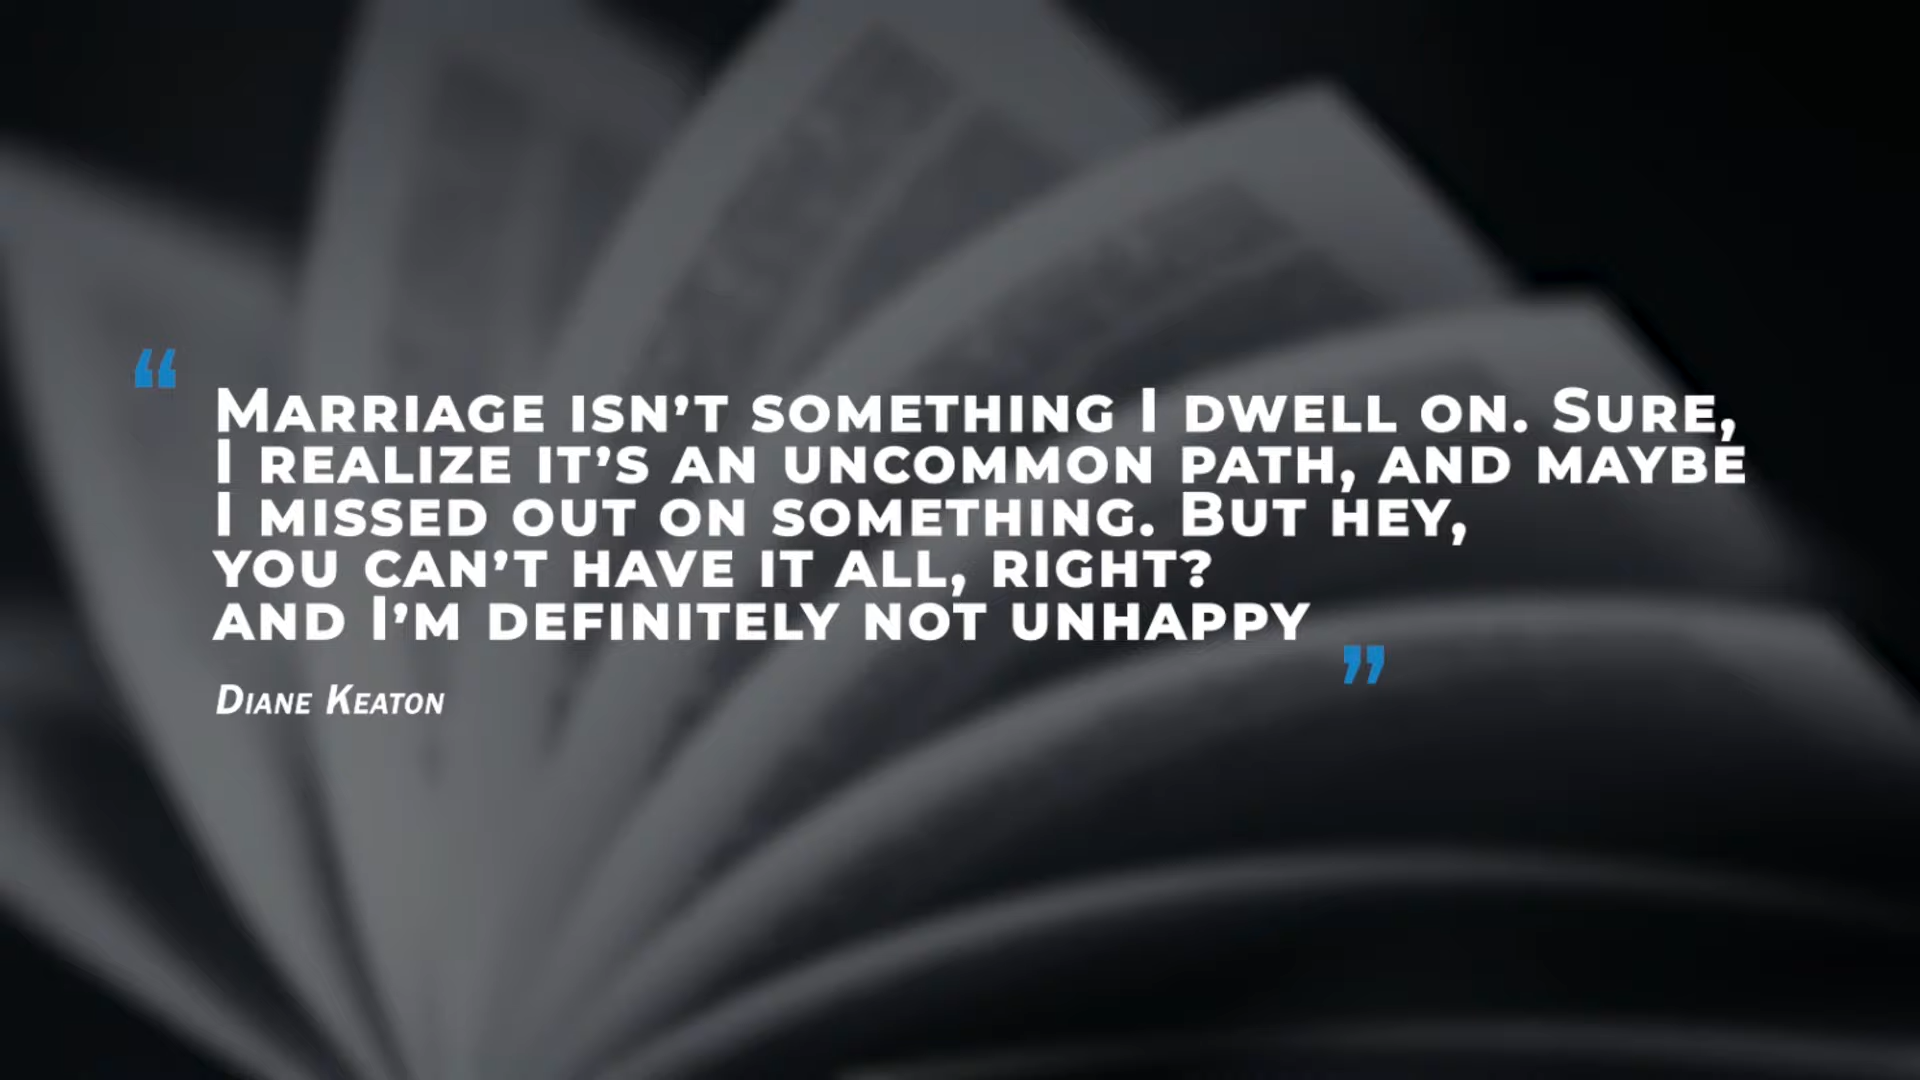 “Marriage isn’t something I dwell on. Sure,
I realize it’s an uncommon path, and maybe
I missed out on something. But hey,
you can’t have it all, right?
and I’m definitely not unhappy”
Diane Keaton